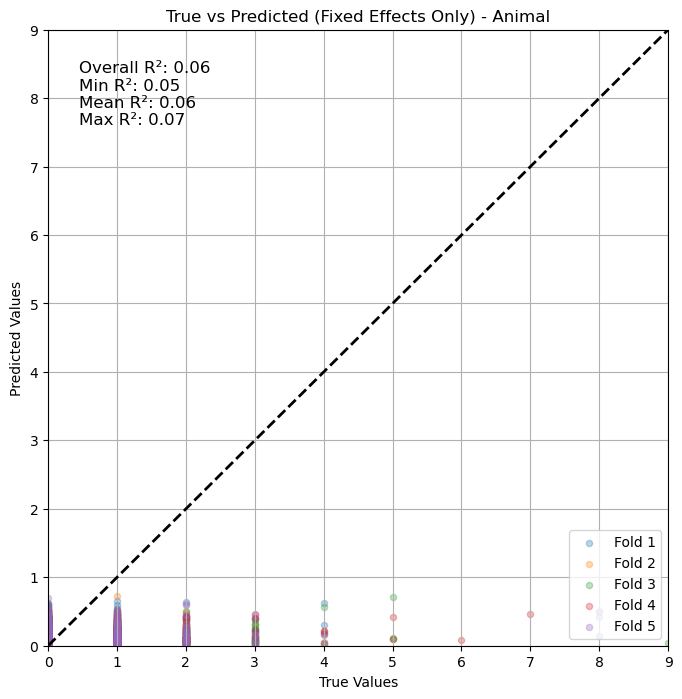 True vs Predicted (Fixed Effects Only) - Animal
Overall R²: 0.06
Min R²: 0.05
Mean R²: 0.06
Max R²: 0.07
Predicted Values
9
8
7
6
5
4
3
2
1
0
Fold 1
Fold 2
Fold 3
Fold 4
Fold 5
0 1 2 3 4 5 6 7 8 9
True Values